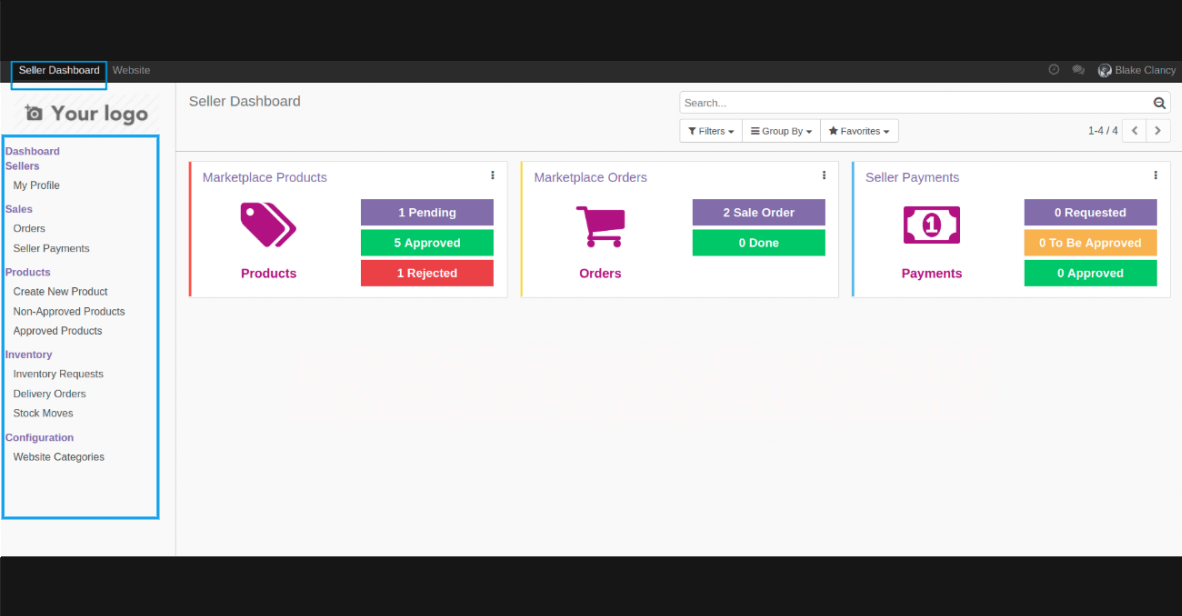 Seller Dashboard Website
Blake Clancy
Your logo
Dashboard
Sellers
My Profile
Sales
Orders
Seller Payments
Products
Create New Product
Non-Approved Products
Approved Products
Inventory
Inventory Requests
Delivery Orders
Stock Moves
Configuration
Website Categories
Seller Dashboard
Search...
Filters Group By Favorites
1-4 / 4
Marketplace Products
Products
1 Pending
5 Approved
1 Rejected
Marketplace Orders
Orders
2 Sale Order
0 Done
Seller Payments
1
Payments
0 Requested
0 To Be Approved
0 Approved